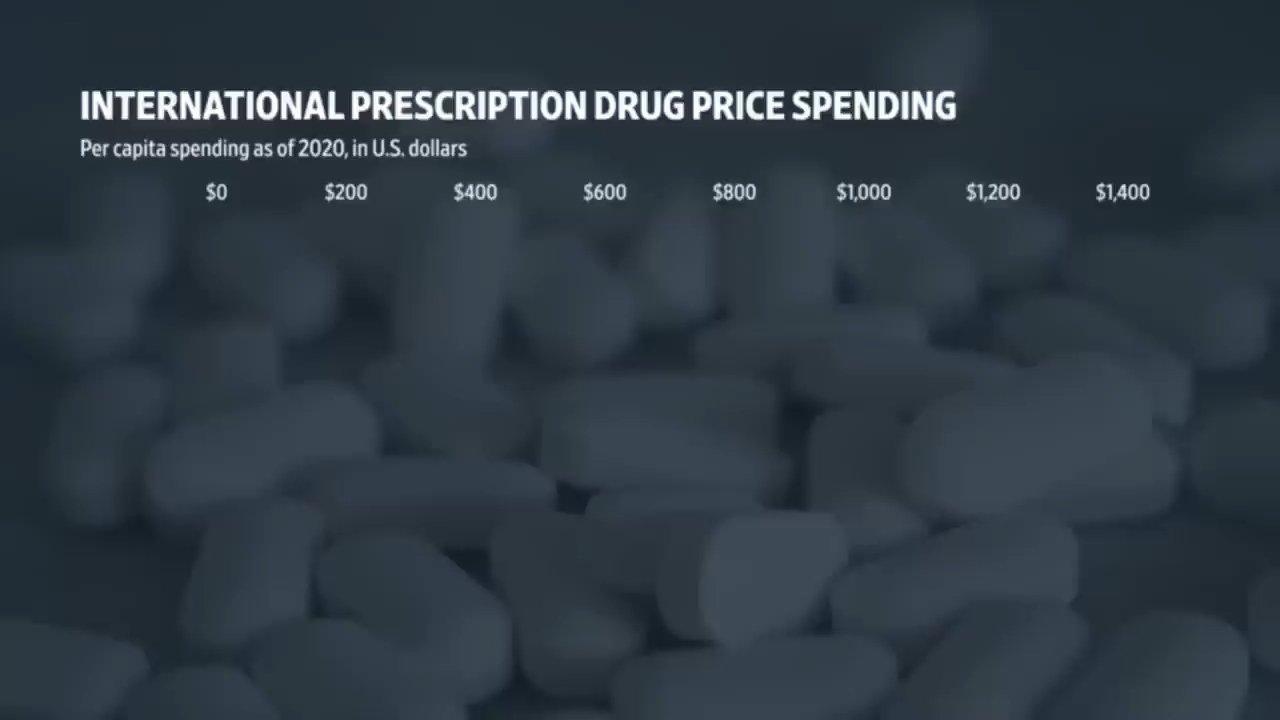 INTERNATIONAL PRESCRIPTION DRUG PRICE SPENDING
Per capita spending as of 2020, in U.S. dollars
$0 $200 $400 $600 $800 $1,000 $1,200 $1,400